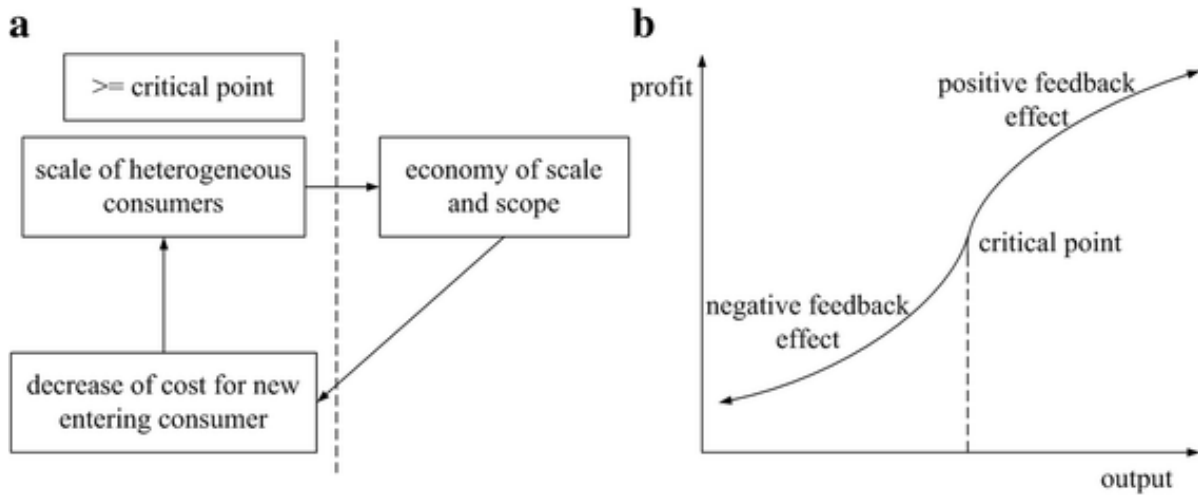 a
>= critical point
scale of heterogeneous
consumers
economy of scale
and scope
decrease of cost for new
entering consumer
b
profit
positive feedback
effect
critical point
negative feedback
effect
output